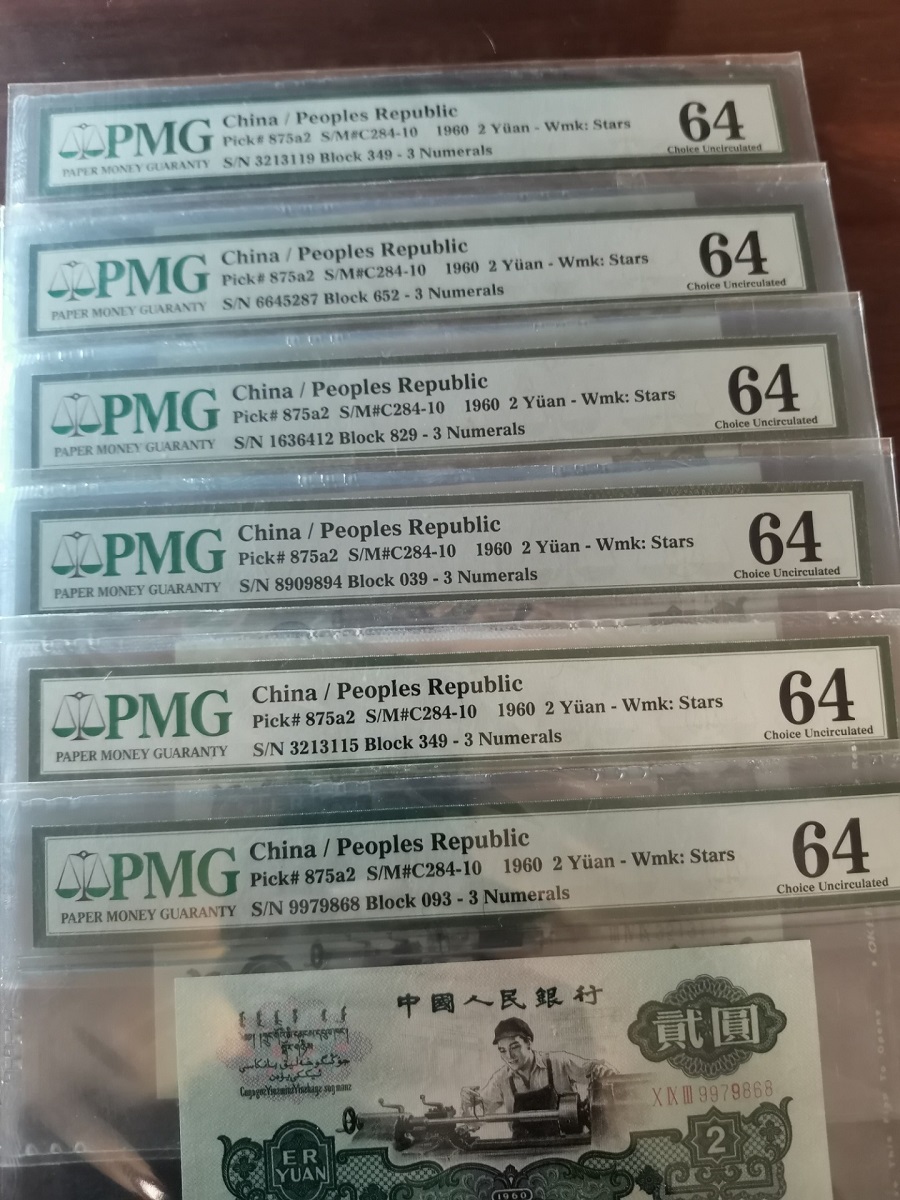 PMG
PAPER MONEY GUARANTY
China / Peoples Republic
Pick# 875a2 S/M#C284-10 1960 2 Yüan - Wmk: Stars
S/N 3213119 Block 349 - 3 Numerals
64
Choice Uncirculated
PMG
PAPER MONEY GUARANTY
China / Peoples Republic
Pick# 875a2 S/M#C284-10 1960 2 Yüan - Wmk: Stars
S/N 6645287 Block 652 - 3 Numerals
64
Choice Uncirculated
PMG
PAPER MONEY GUARANTY
China / Peoples Republic
Pick# 875a2 S/M#C284-10 1960 2 Yüan - Wmk: Stars
S/N 1636412 Block 829 - 3 Numerals
64
Choice Uncirculated
PMG
PAPER MONEY GUARANTY
China / Peoples Republic
Pick# 875a2 S/M#C284-10 1960 2 Yüan - Wmk: Stars
S/N 8909894 Block 039 - 3 Numerals
64
Choice Uncirculated
PMG
PAPER MONEY GUARANTY
China / Peoples Republic
Pick# 875a2 S/M#C284-10 1960 2 Yüan - Wmk: Stars
S/N 3213115 Block 349 - 3 Numerals
64
Choice Uncirculated
PMG
PAPER MONEY GUARANTY
China / Peoples Republic
Pick# 875a2 S/M#C284-10 1960 2 Yüan - Wmk: Stars
S/N 9979868 Block 093 - 3 Numerals
64
Choice Uncirculated
中國人民銀行
貳圓
X IX III 9979868
ER
YUAN
2
1960